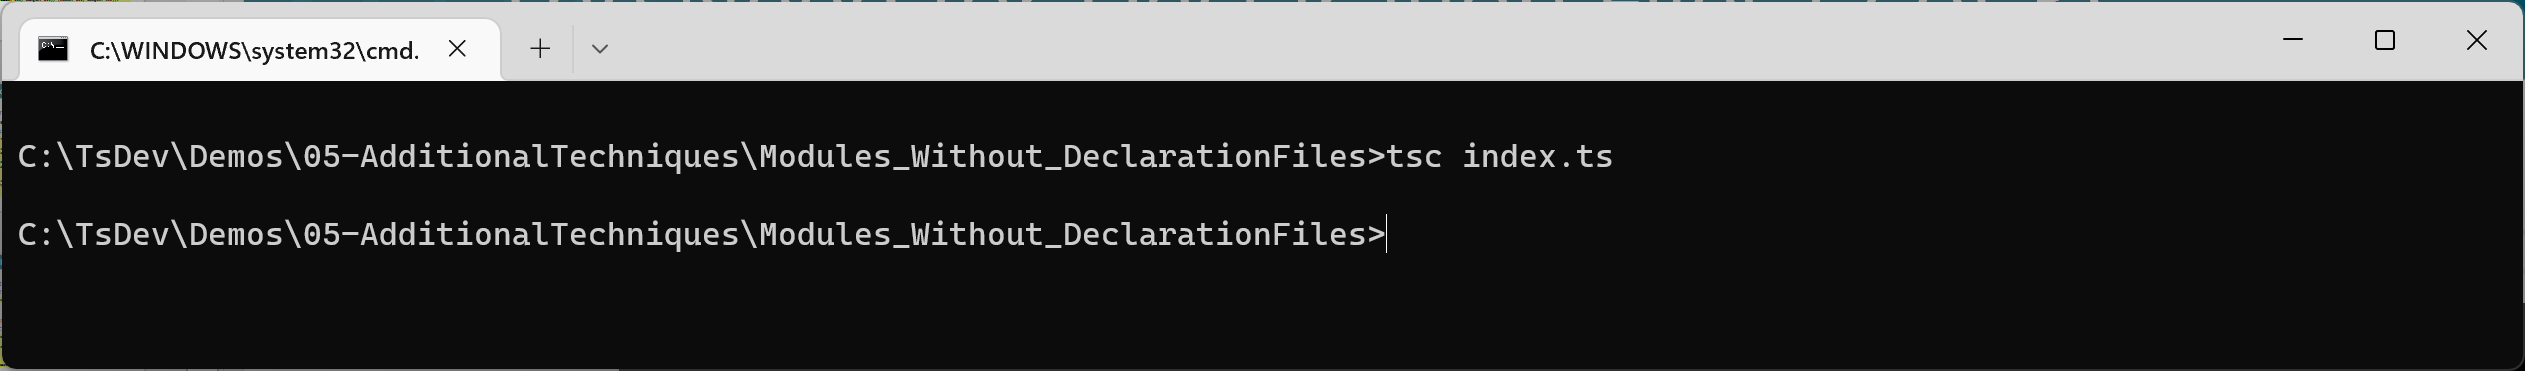 C:\WINDOWS\system32\cmd.
C:\TsDev\Demos\05-AdditionalTechniques\Modules_Without_DeclarationFiles>tsc index.ts
C:\TsDev\Demos\05-AdditionalTechniques\Modules_Without_DeclarationFiles>